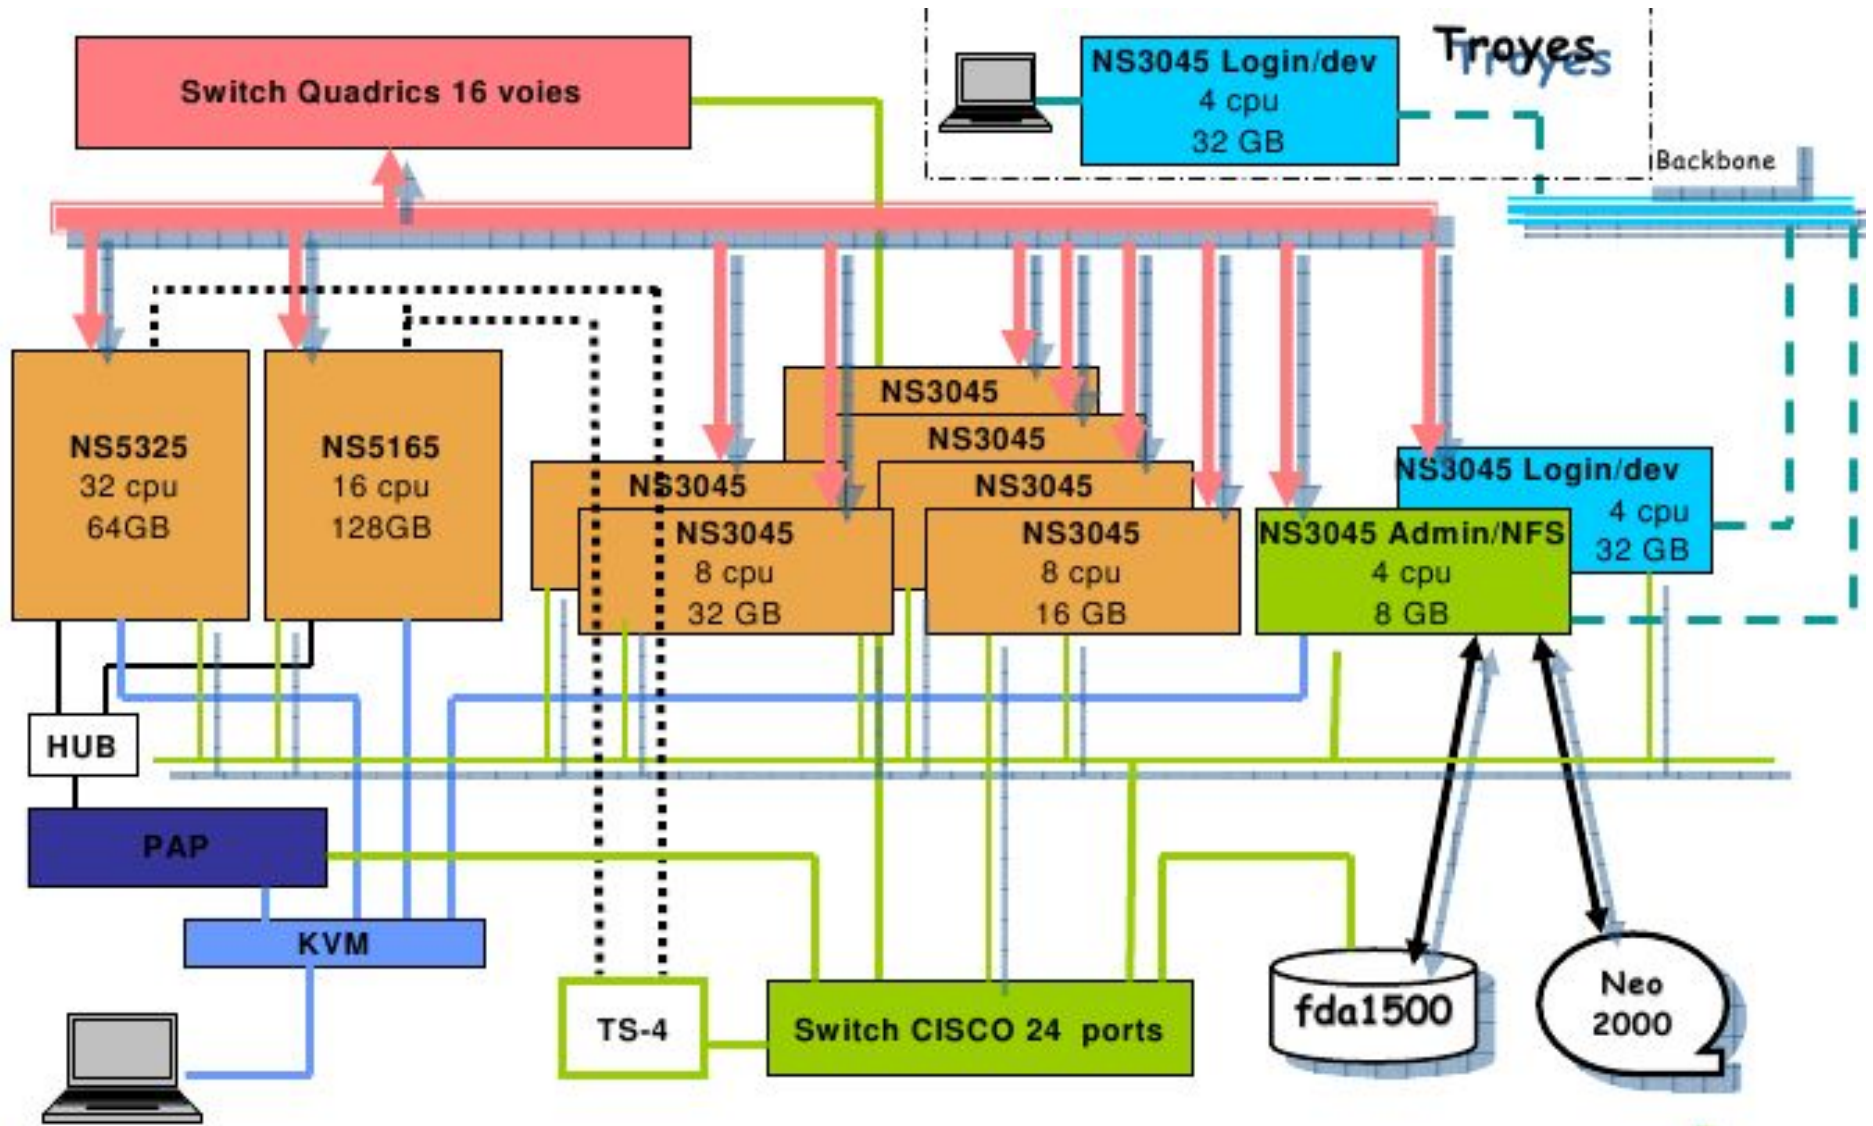 Troyes
NS3045 Login/dev
4 cpu
32 GB
Switch Quadrics 16 voies
Backbone
NS5325
32 cpu
64GB
NS5165
16 cpu
128GB
NS3045
NS3045
NS3045
NS3045
NS3045
8 cpu
32 GB
NS3045
8 cpu
16 GB
NS3045 Login/dev
4 cpu
32 GB
NS3045 Admin/NFS
4 cpu
8 GB
HUB
PAP
KVM
TS-4
Switch CISCO 24 ports
fda1500
Neo
2000